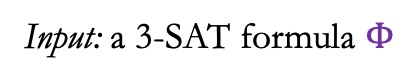 Input: a 3-SAT formula Φ